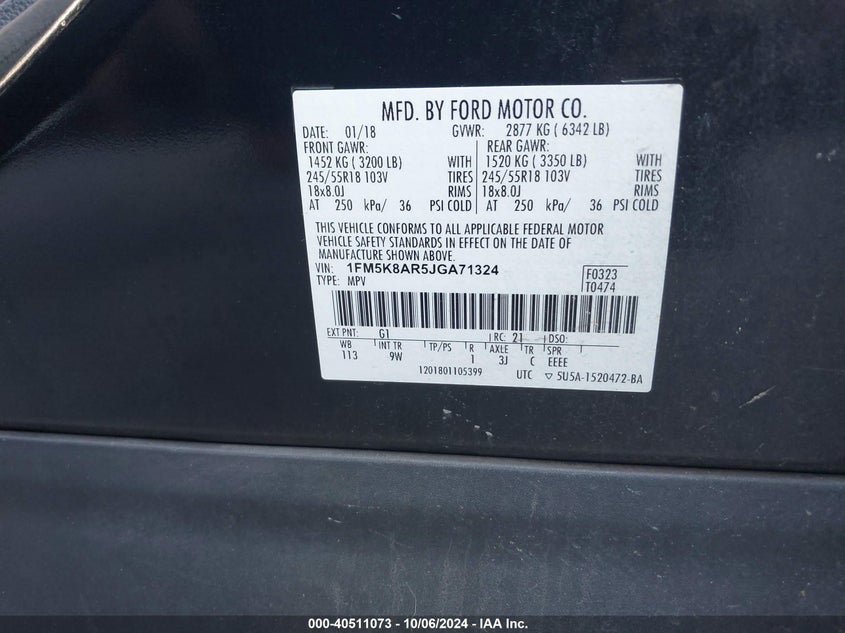 MFD. BY FORD MOTOR CO.
DATE: 01/18 GVWR: 2877 KG ( 6342 LB)
FRONT GAWR: REAR GAWR:
1452 KG ( 3200 LB) WITH 1520 KG ( 3350 LB) WITH
245/55R18 103V TIRES 245/55R18 103V TIRES
18x8.0J RIMS 18x8.0J RIMS
AT 250 kPa/ 36 PSI COLD AT 250 kPa/ 36 PSI COLD
THIS VEHICLE CONFORMS TO ALL APPLICABLE FEDERAL MOTOR
VEHICLE SAFETY STANDARDS IN EFFECT ON THE DATE OF
MANUFACTURE SHOWN ABOVE.
VIN: 1FM5K8AR5JGA71324 F0323
TYPE: MPV T0474
EXT PNT: G1 RC: 21 DSO:
WB INT TR TP/PS R AXLE TR SPR
113 9W 1 3J C EEEE
1201801105399 UTC ▽ 5U5A-1520472-BA
000-40511073 - 10/06/2024 - IAA Inc.